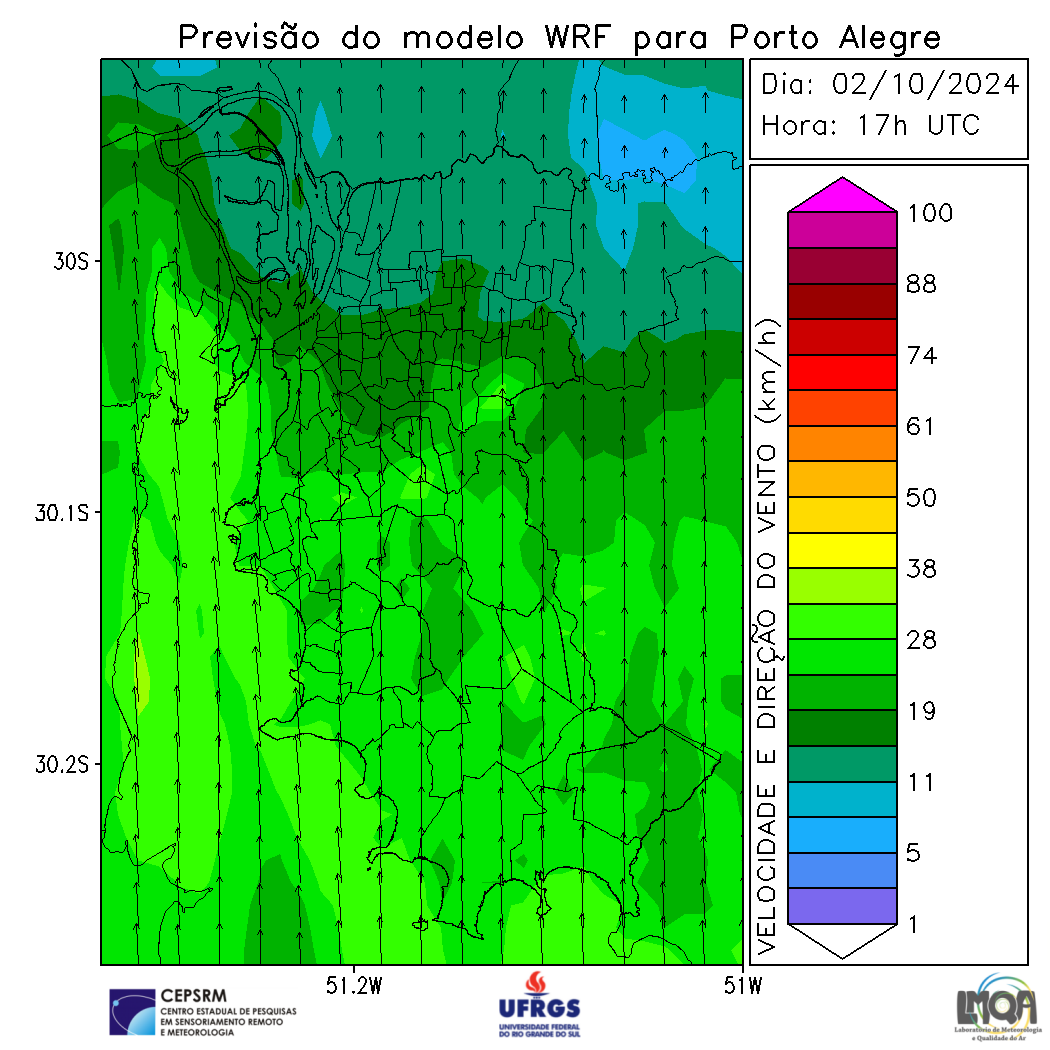 Previsão do modelo WRF para Porto Alegre
Dia: 02/10/2024
Hora: 17h UTC
30S
30.1S
30.2S
51.2W
51W
VELOCIDADE E DIREÇÃO DO VENTO (km/h)
100
88
74
61
50
38
28
19
11
5
1
CEPSRM
CENTRO ESTADUAL DE PESQUISAS
EM SENSORIAMENTO REMOTO
E METEOROLOGIA
UFRGS
UNIVERSIDADE FEDERAL
DO RIO GRANDE DO SUL
LMQA
Laboratório de Meteorologia
e Qualidade do Ar